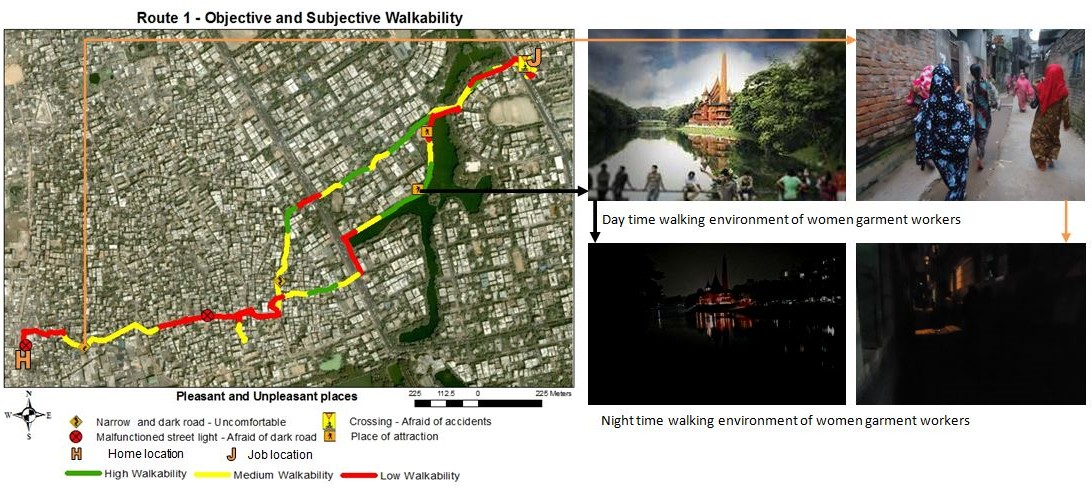 Route 1 - Objective and Subjective Walkability
J
H
Day time walking environment of women garment workers
Night time walking environment of women garment workers
Pleasant and Unpleasant places
225 112.5 0 225 Meters
N
W E
S
Narrow and dark road - Uncomfortable
Crossing - Afraid of accidents
Malfunctioned street light - Afraid of dark road
Place of attraction
H Home location
J Job location
High Walkability
Medium Walkability
Low Walkability